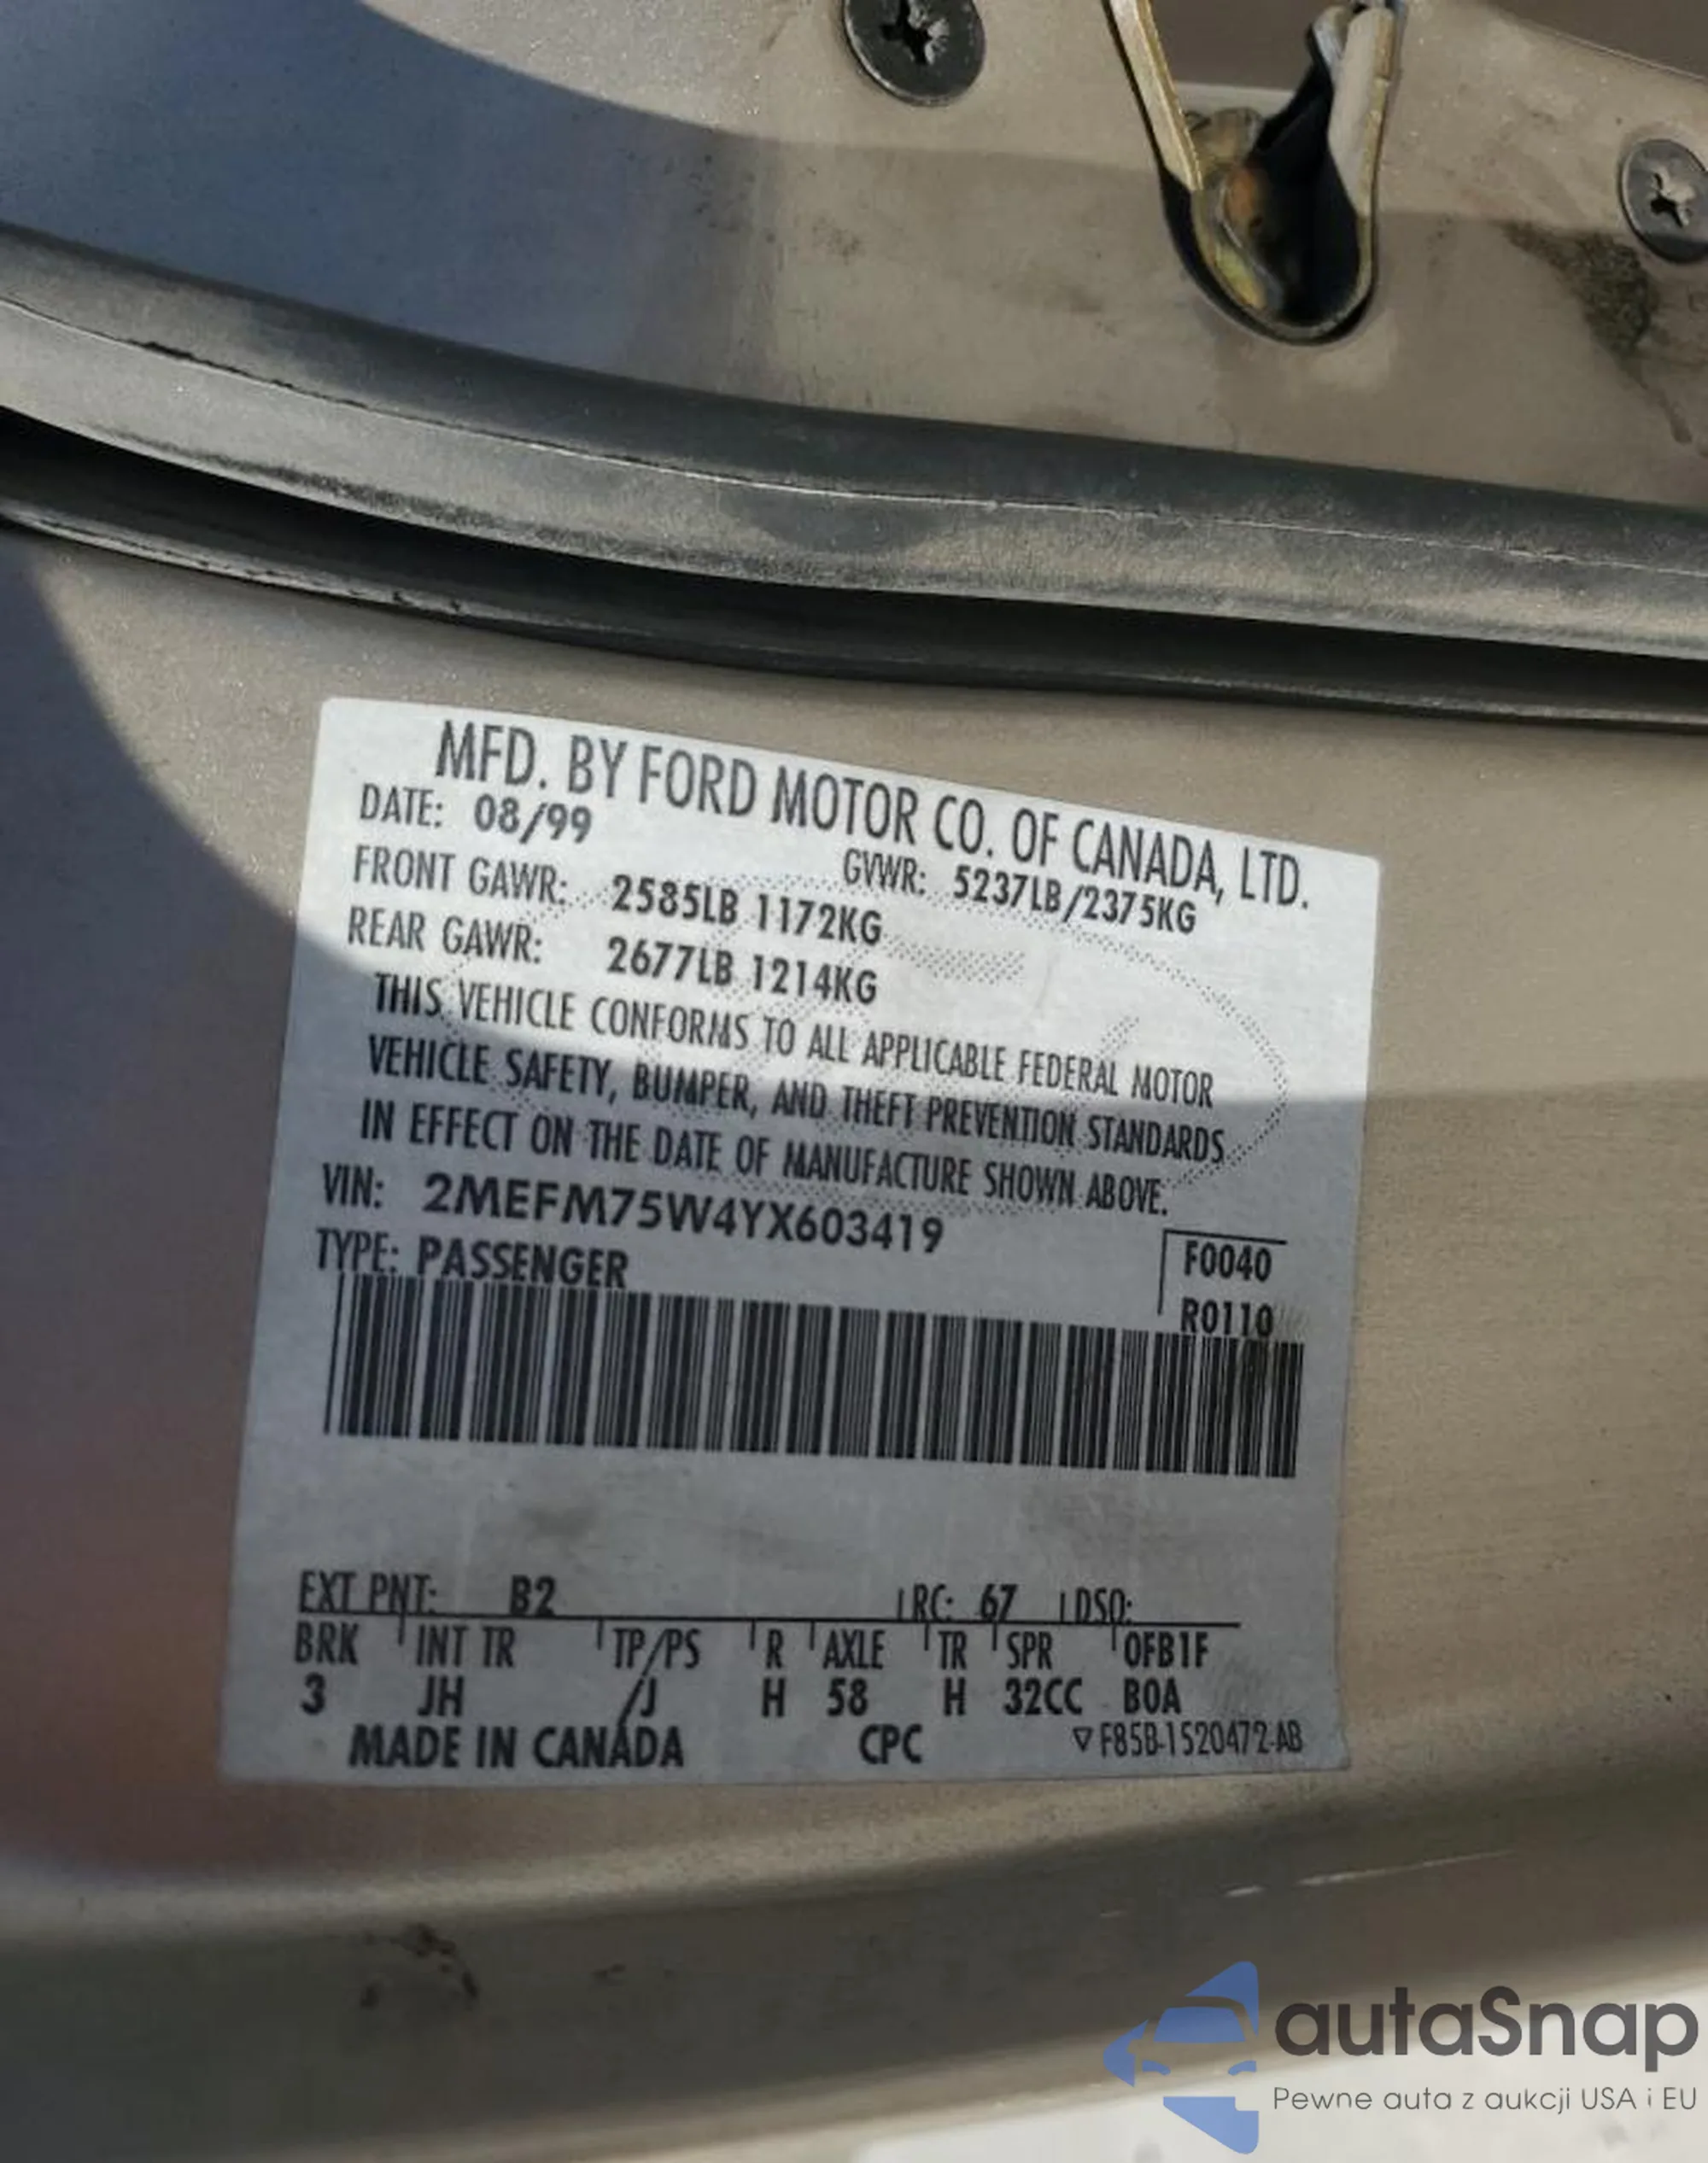 MFD. BY FORD MOTOR CO. OF CANADA, LTD.
DATE: 08/99
GVWR: 5237LB/2375KG
FRONT GAWR: 2585LB 1172KG
REAR GAWR: 2677LB 1214KG
THIS VEHICLE CONFORMS TO ALL APPLICABLE FEDERAL MOTOR
VEHICLE SAFETY, BUMPER, AND THEFT PREVENTION STANDARDS
IN EFFECT ON THE DATE OF MANUFACTURE SHOWN ABOVE.
VIN: 2MEFM75W4YX603419
TYPE: PASSENGER
F0040
R0110
EXT PNT: B2 RC: 67 DSO:
BRK INT TR TP/PS R AXLE TR SPR 0FB1F
3 JH /J H 58 H 32CC B0A
MADE IN CANADA CPC ▽F85B-1520472-AB
autaSnap
Pewne auta z aukcji USA i EU